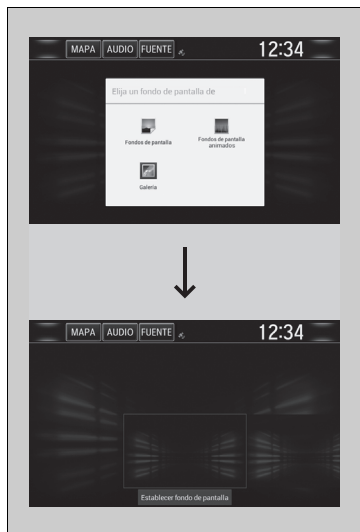 MAPA AUDIO FUENTE 12:34
Elija un fondo de pantalla de
Fondos de pantalla
Fondos de pantalla animados
Galería
MAPA AUDIO FUENTE 12:34
Establecer fondo de pantalla